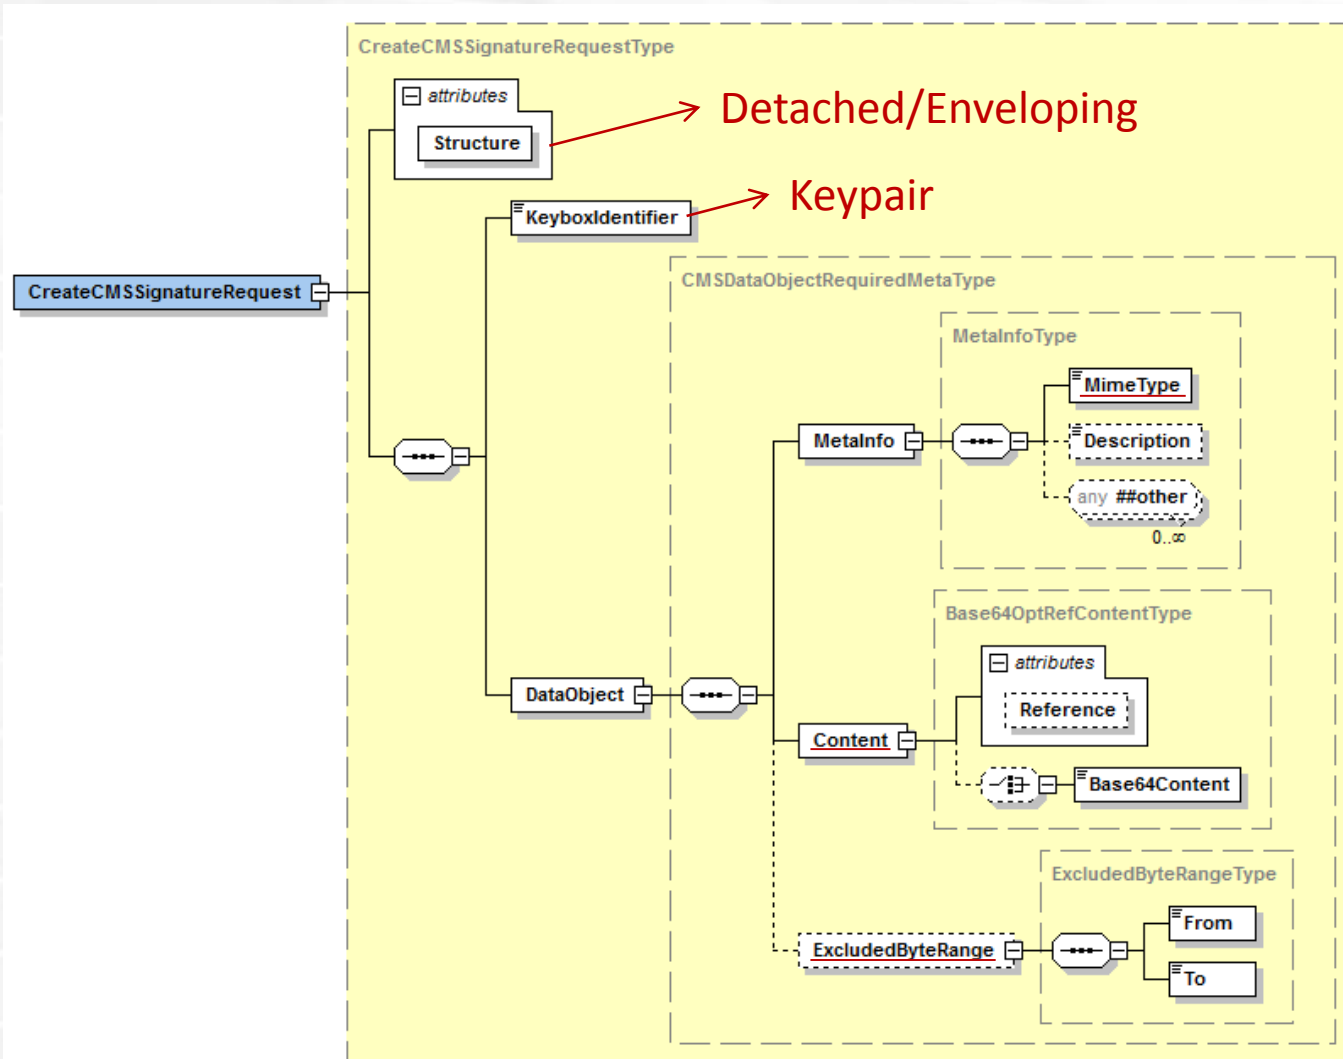 CreateCMSSignatureRequestType
attributes
Structure
Detached/Enveloping
KeyboxIdentifier
Keypair
CreateCMSSignatureRequest
CMSDataObjectRequiredMetaType
MetaInfoType
MetaInfo
MimeType
Description
any ##other
0..∞
Base64OptRefContentType
attributes
Reference
DataObject
Content
Base64Content
ExcludedByteRangeType
ExcludedByteRange
From
To